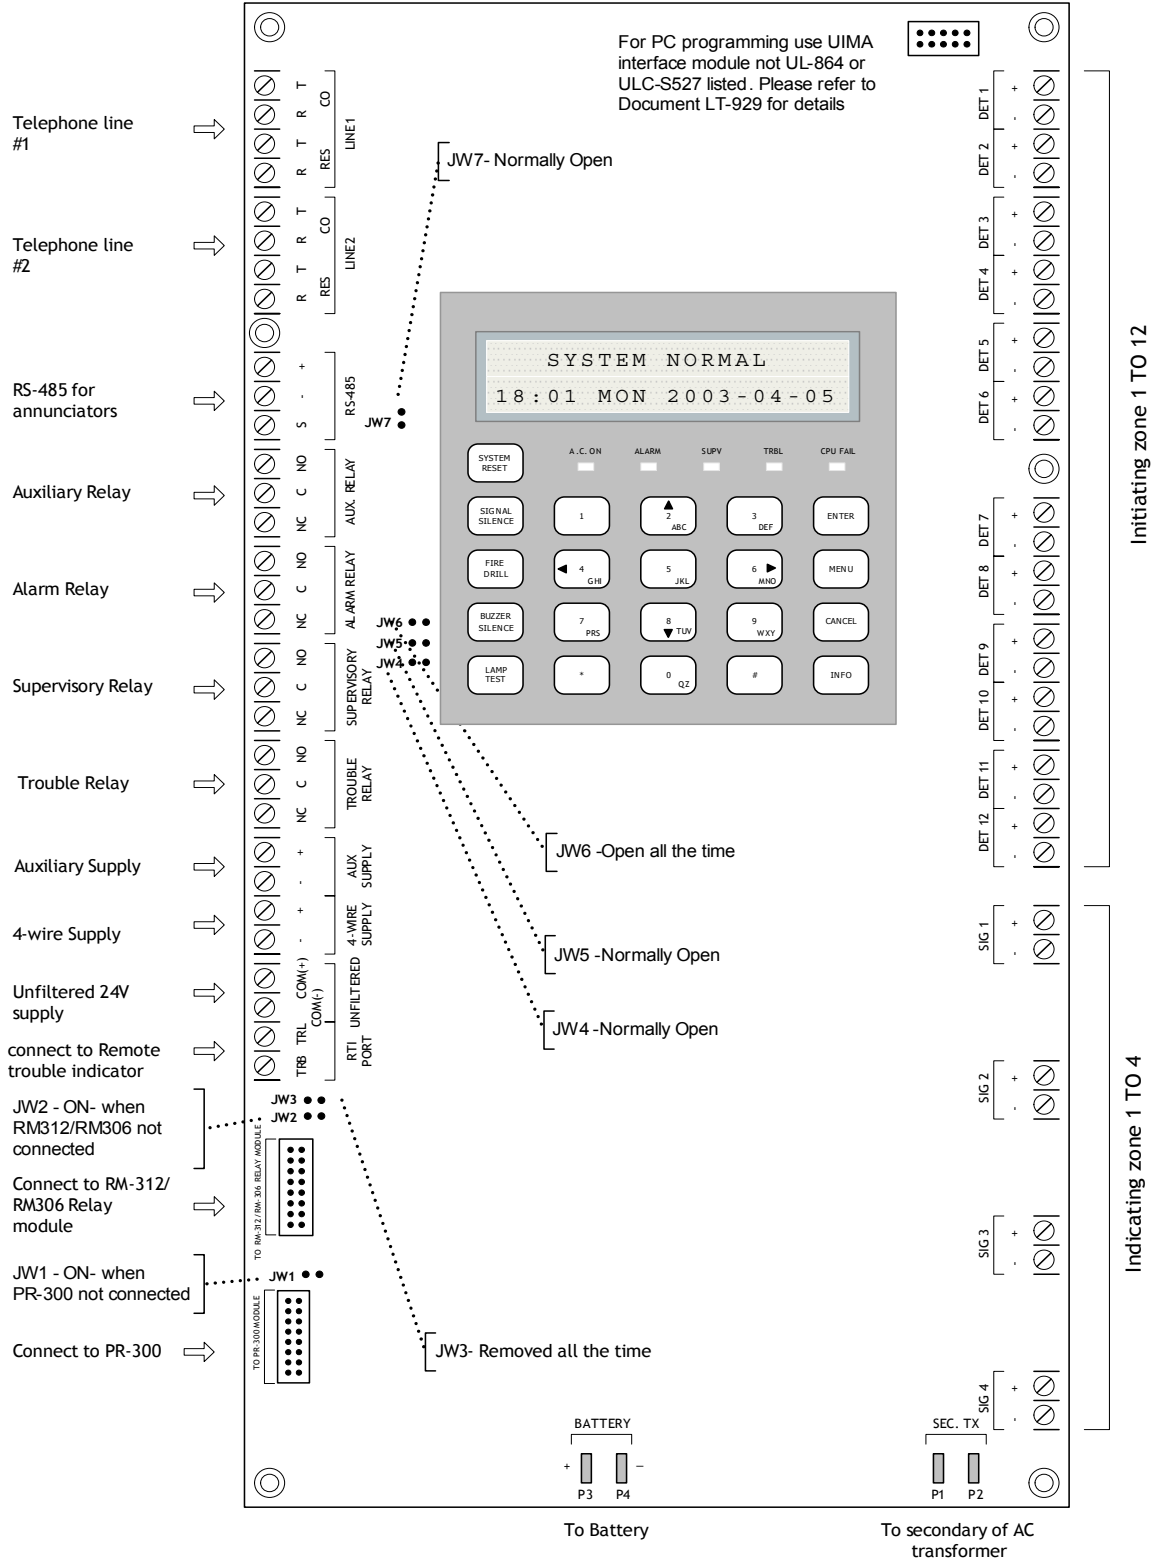 For PC programming use UIMA
interface module not UL-864 or
ULC-S527 listed. Please refer to
Document LT-929 for details
Telephone line
#1
T
R
T
R
CO
RES
LINE1
JW7- Normally Open
Telephone line
#2
T
R
T
R
CO
RES
LINE2
RS-485 for
annunciators
+
-
S
RS-485
JW7
Auxiliary Relay
NO
C
NC
AUX. RELAY
Alarm Relay
NO
C
NC
ALARM RELAY
JW6
JW5
JW4
Supervisory Relay
NO
C
NC
SUPERVISORY
RELAY
Trouble Relay
NO
C
NC
TROUBLE
RELAY
Auxiliary Supply
+
-
AUX
SUPPLY
4-wire Supply
+
-
4-WIRE
SUPPLY
Unfiltered 24V
supply
COM(+)
COM(-)
UNFILTERED
connect to Remote
trouble indicator
TRL
TRB
RTI
PORT
JW3
JW2
JW2 - ON- when
RM312/RM306 not
connected
Connect to RM-312/
RM306 Relay
module
TO RM-312/RM-306 RELAY MODULE
JW1 - ON- when
PR-300 not connected
JW1
Connect to PR-300
TO PR-300 MODULE
SYSTEM NORMAL
18:01 MON 2003-04-05
SYSTEM
RESET
A.C. ON
ALARM
SUPV
TRBL
CPU FAIL
SIGNAL
SILENCE
1
2
ABC
3
DEF
ENTER
FIRE
DRILL
4
GHI
5
JKL
6
MNO
MENU
BUZZER
SILENCE
7
PRS
8
TUV
9
WXY
CANCEL
LAMP
TEST
*
0
QZ
#
INFO
JW6 -Open all the time
JW5 -Normally Open
JW4 -Normally Open
JW3- Removed all the time
DET 1
+
-
DET 2
+
-
DET 3
+
-
DET 4
+
-
DET 5
+
-
DET 6
+
-
DET 7
+
-
DET 8
+
-
DET 9
+
-
DET 10
+
-
DET 11
+
-
DET 12
+
-
Initiating zone 1 TO 12
SIG 1
+
-
SIG 2
+
-
SIG 3
+
-
SIG 4
+
-
Indicating zone 1 TO 4
BATTERY
+
–
P3
P4
To Battery
SEC. TX
P1
P2
To secondary of AC
transformer